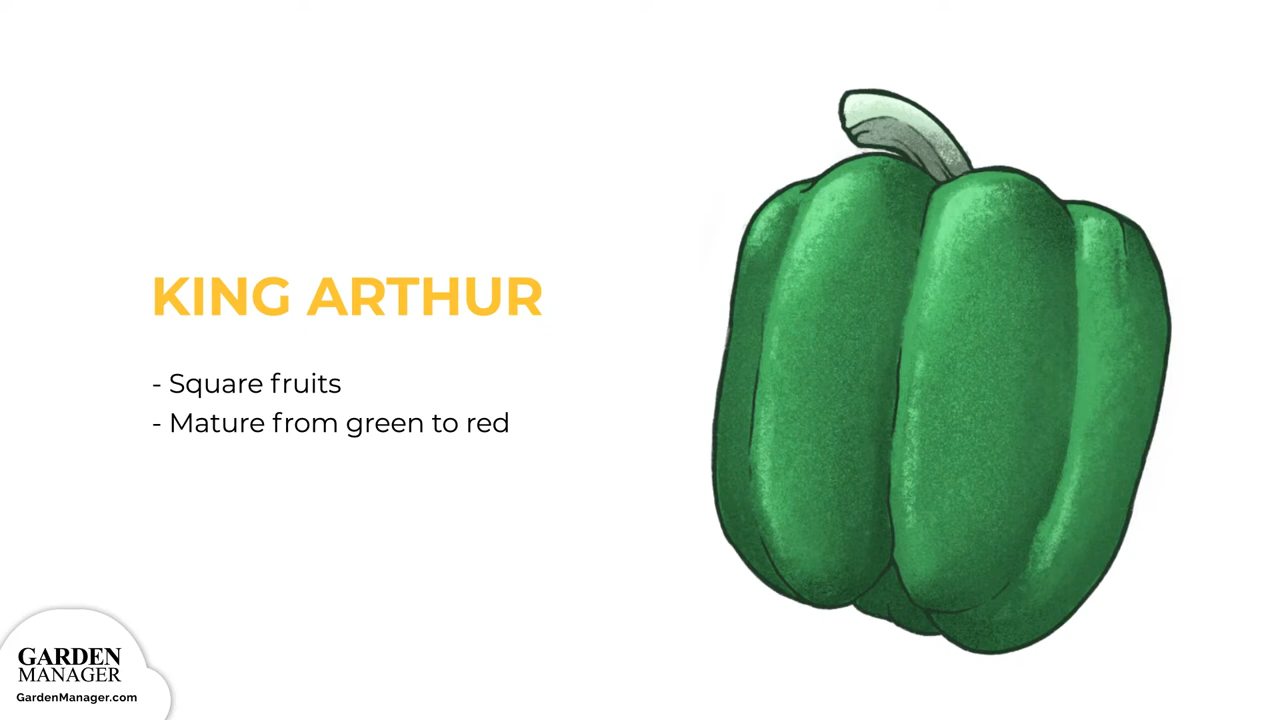 KING ARTHUR
- Square fruits
- Mature from green to red
GARDEN
MANAGER
GardenManager.com